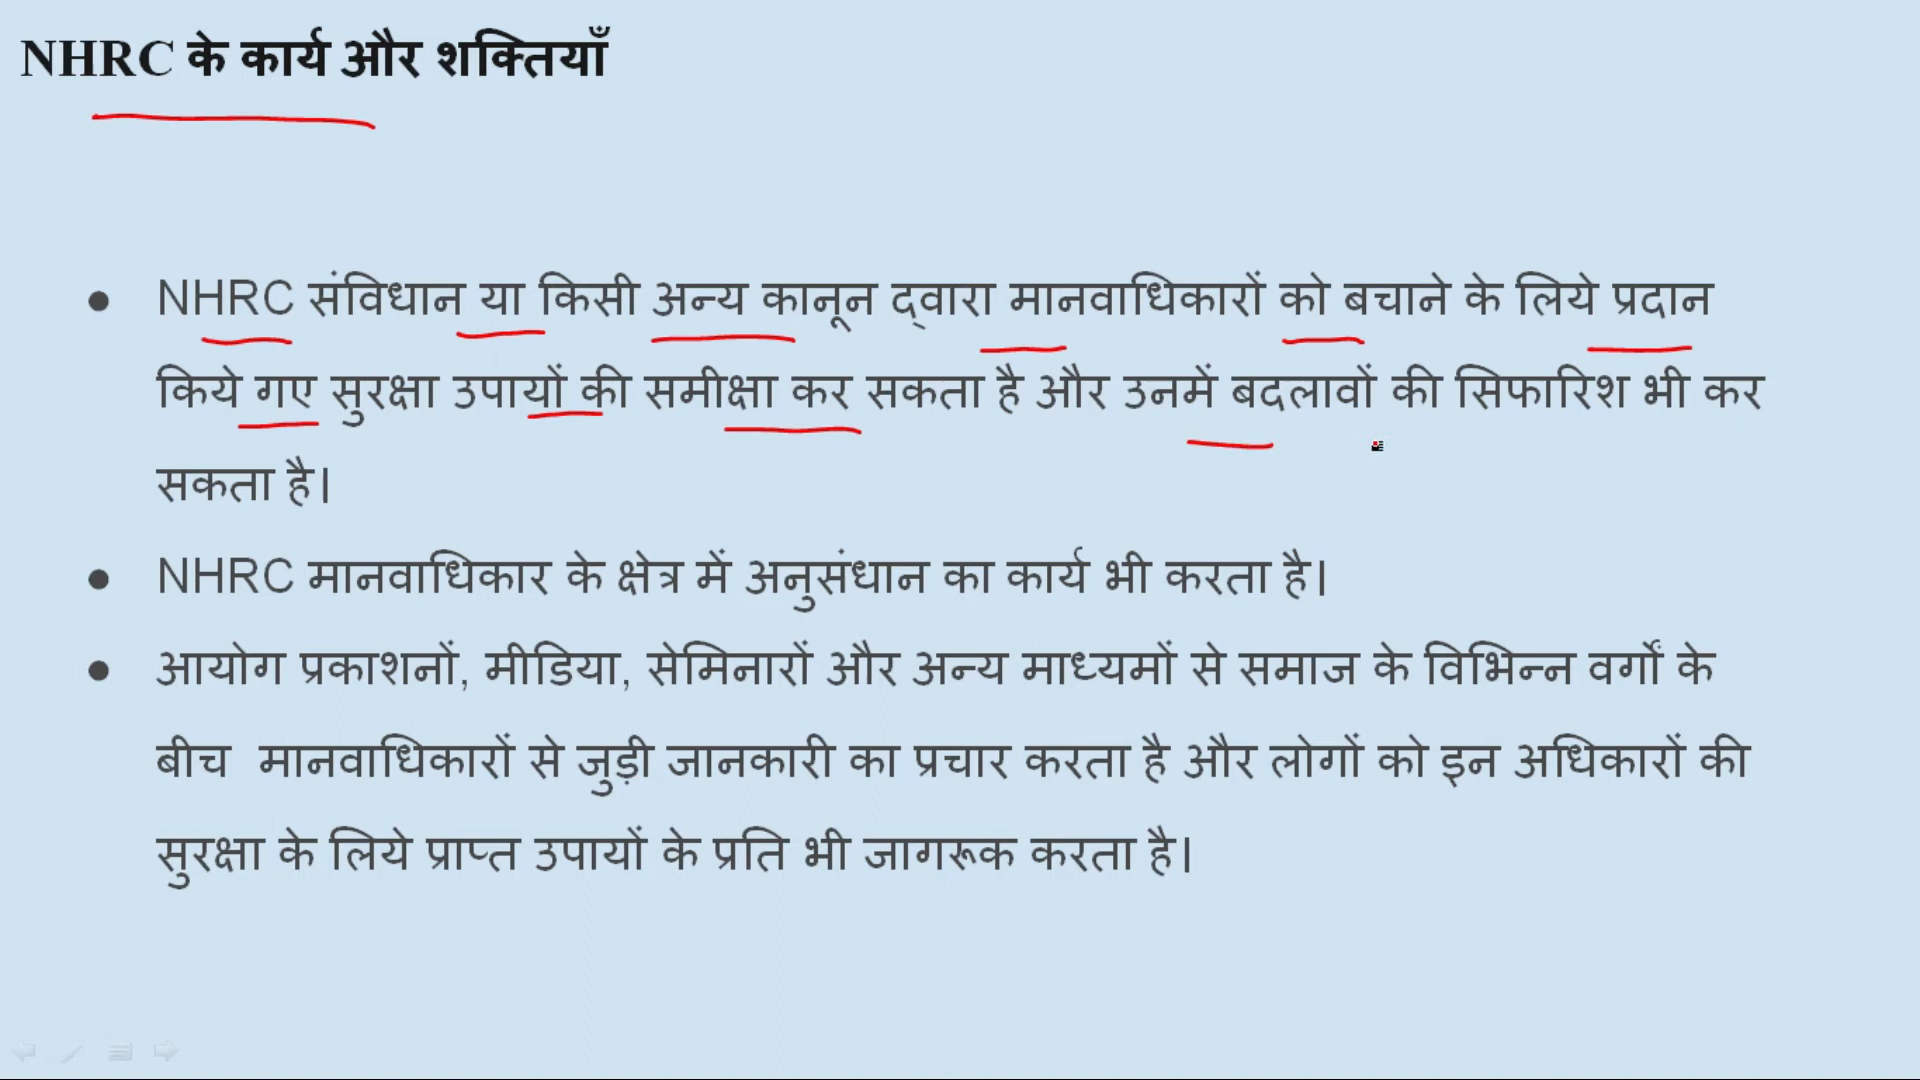 NHRC के कार्य और शक्तियाँ
● NHRC संविधान या किसी अन्य कानून द्वारा मानवाधिकारों को बचाने के लिये प्रदान
किये गए सुरक्षा उपायों की समीक्षा कर सकता है और उनमें बदलावों की सिफारिश भी कर
सकता है।
● NHRC मानवाधिकार के क्षेत्र में अनुसंधान का कार्य भी करता है।
● आयोग प्रकाशनों, मीडिया, सेमिनारों और अन्य माध्यमों से समाज के विभिन्न वर्गों के
बीच मानवाधिकारों से जुड़ी जानकारी का प्रचार करता है और लोगों को इन अधिकारों की
सुरक्षा के लिये प्राप्त उपायों के प्रति भी जागरूक करता है।